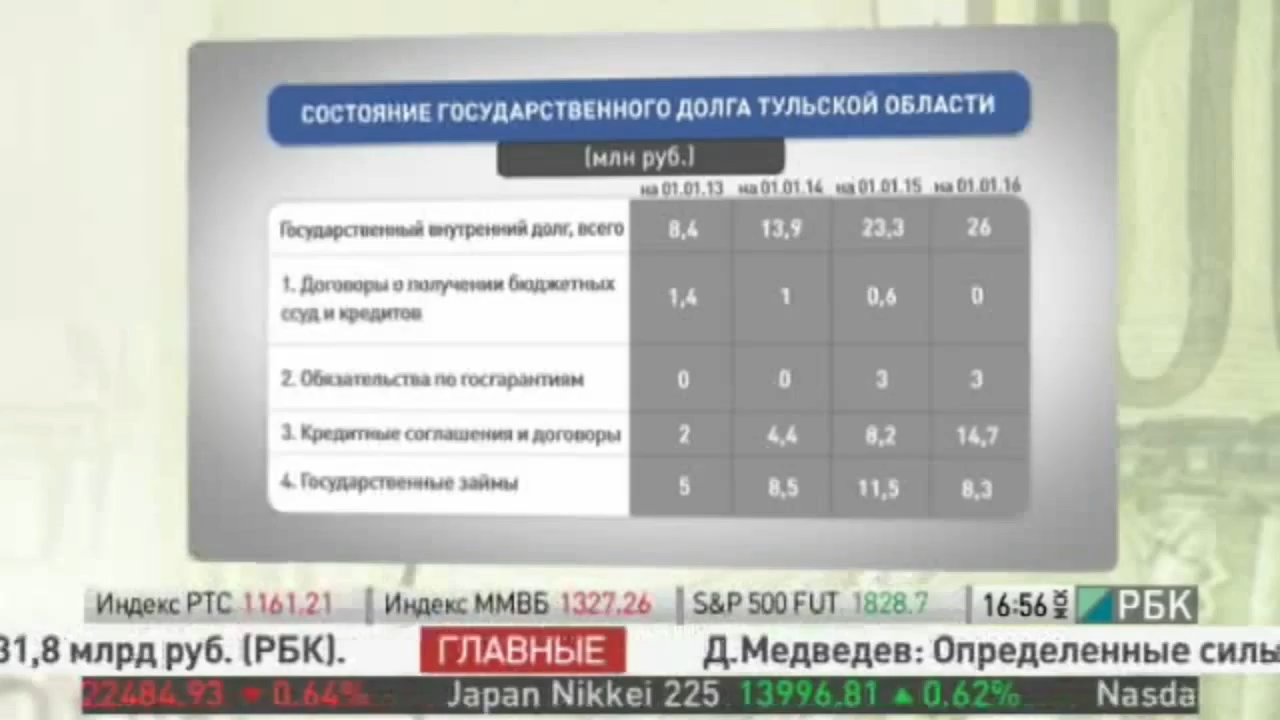 СОСТОЯНИЕ ГОСУДАРСТВЕННОГО ДОЛГА ТУЛЬСКОЙ ОБЛАСТИ
(млн руб.)
на 01.01.13 на 01.01.14 на 01.01.15 на 01.01.16
Государственный внутренний долг, всего 8,4 13,9 23,3 26
1. Договоры о получении бюджетных
ссуд и кредитов 1,4 1 0,6 0
2. Обязательства по госгарантиям 0 0 3 3
3. Кредитные соглашения и договоры 2 4,4 8,2 14,7
4. Государственные займы 5 8,5 11,5 8,3
Индекс РТС 1161.21 Индекс ММВБ 1327.26 S&P 500 FUT 1828.7 16:56 МСК РБК
31,8 млрд руб. (РБК). ГЛАВНЫЕ Д.Медведев: Определенные силы
22484.93 0.64% Japan Nikkei 225 13996.81 0.62% Nasda